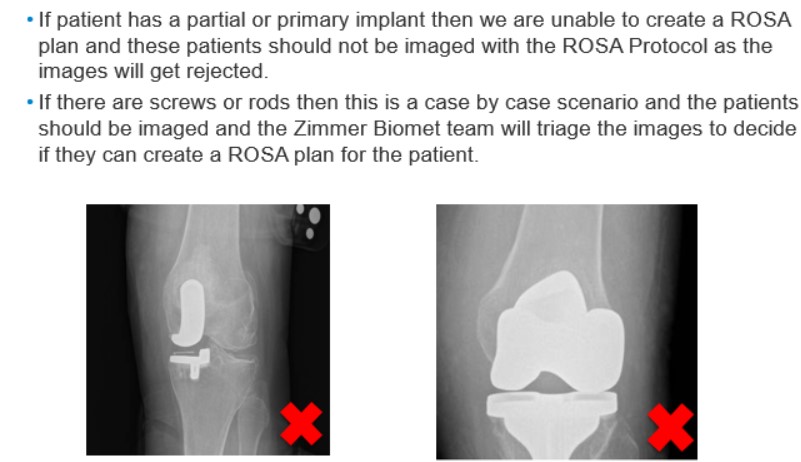 • If patient has a partial or primary implant then we are unable to create a ROSA
plan and these patients should not be imaged with the ROSA Protocol as the
images will get rejected.
• If there are screws or rods then this is a case by case scenario and the patients
should be imaged and the Zimmer Biomet team will triage the images to decide
if they can create a ROSA plan for the patient.